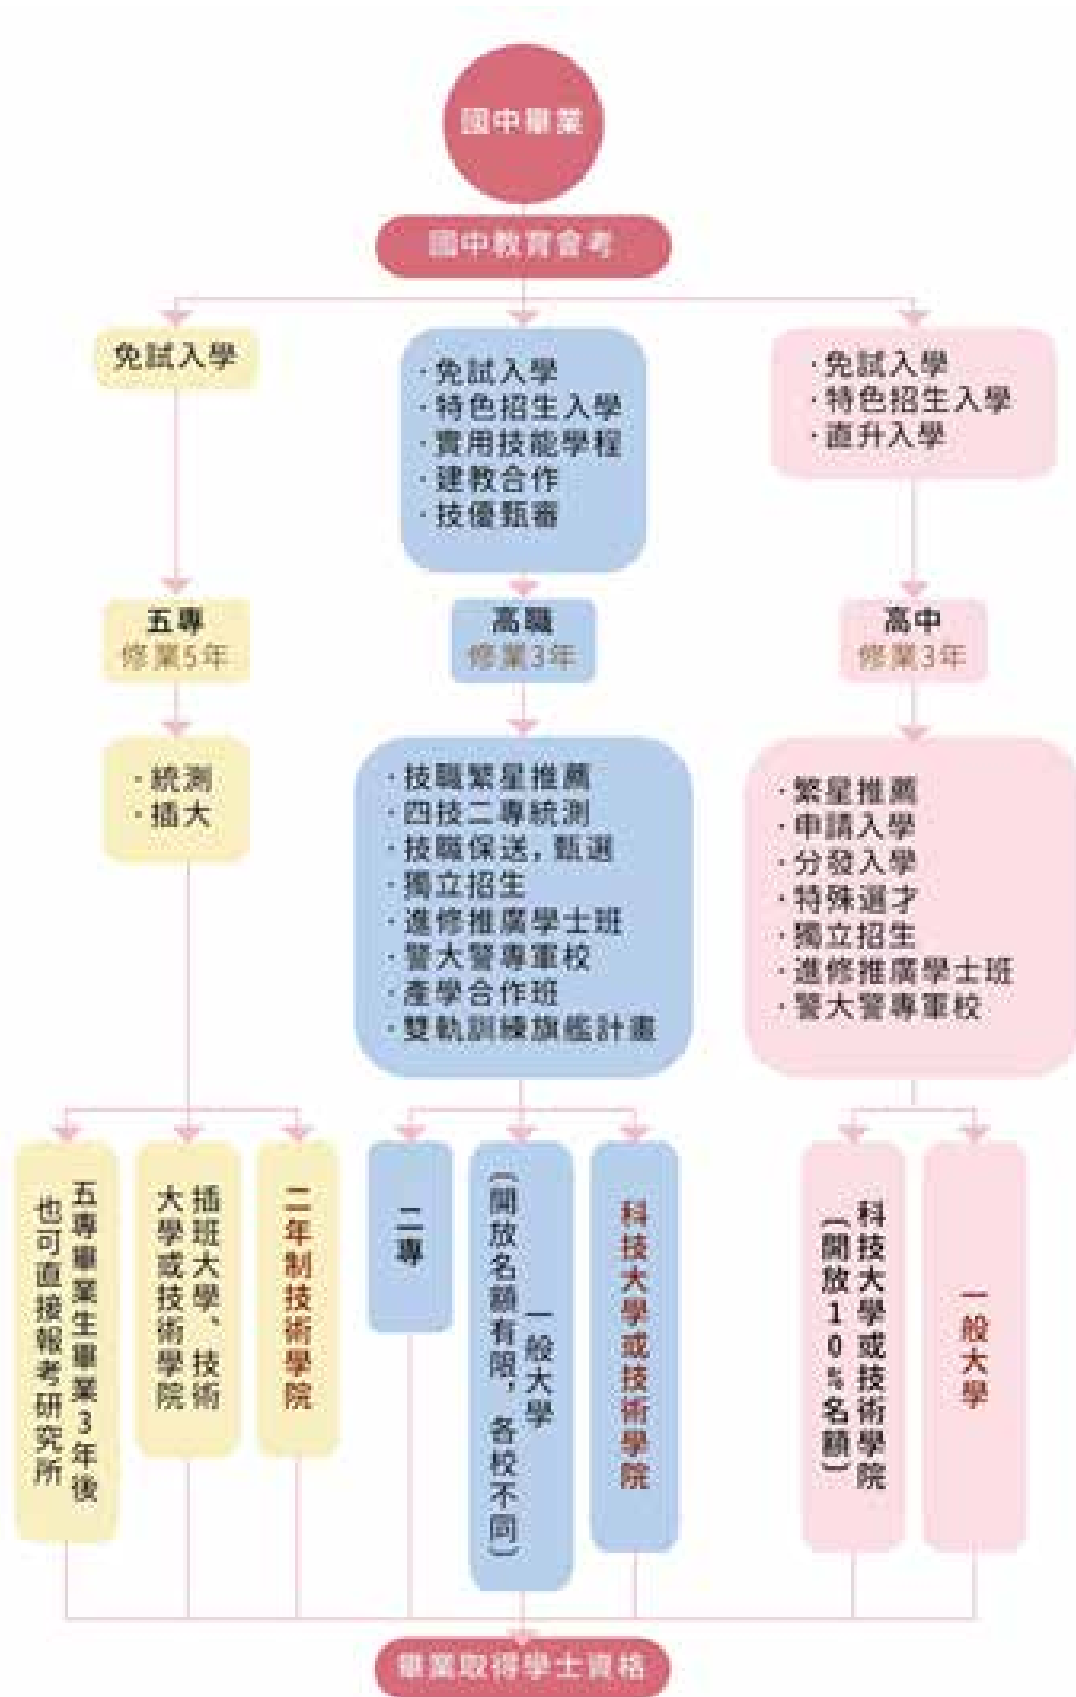 國中畢業
國中教育會考
免試入學
·免試入學
·特色招生入學
·實用技能學程
·建教合作
·技優甄審
·免試入學
·特色招生入學
·直升入學
五專
修業5年
高職
修業3年
高中
修業3年
·統測
·插大
·技職繁星推薦
·四技二專統測
·技職保送,甄選
·獨立招生
·進修推廣學士班
·警大警專軍校
·產學合作班
·雙軌訓練旗艦計畫
·繁星推薦
·申請入學
·分發入學
·特殊選才
·獨立招生
·進修推廣學士班
·警大警專軍校
五專畢業生畢業3年後
也可直接報考研究所
插班大學、技術
大學或技術學院
二年制技術學院
二專
一般大學
(開放名額有限,各校不同)
科技大學或技術學院
科技大學或技術學院
(開放10%名額)
一般大學
畢業取得學士資格